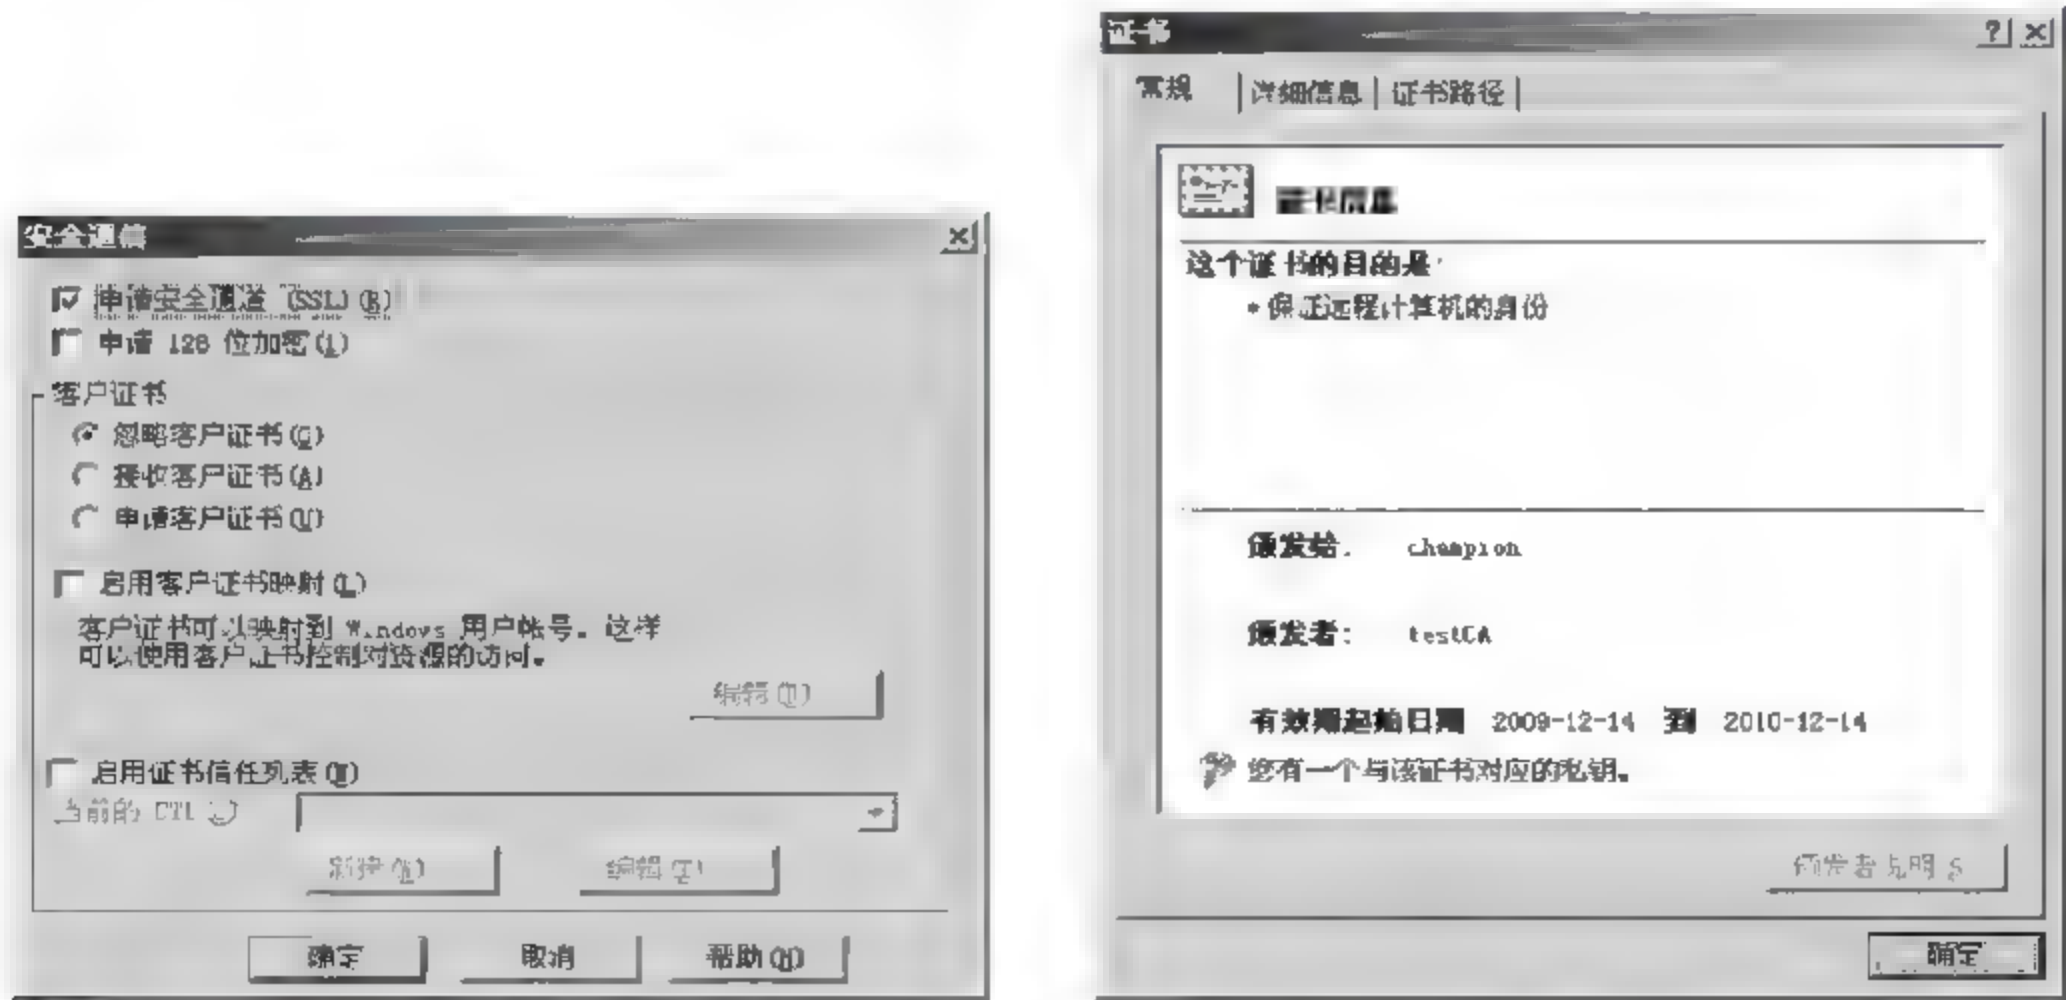 安全通信
申请安全通道 (SSL)(R)
申请 128 位加密(1)
客户证书
忽略客户证书(G)
接收客户证书(A)
申请客户证书(U)
启用客户证书映射(L)
客户证书可以映射到 Windows 用户帐号。这样
可以使用客户证书控制对资源的访问。
编辑
启用证书信任列表
当前的 CTL
新建
编辑
确定 取消 帮助(H)
证书
常规 详细信息 证书路径
证书信息
这个证书的目的是:
•保证远程计算机的身份
颁发给: champion
颁发者: testCA
有效期起始日期 2009-12-14 到 2010-12-14
您有一个与该证书对应的私钥。
颁发者说明 S
确定